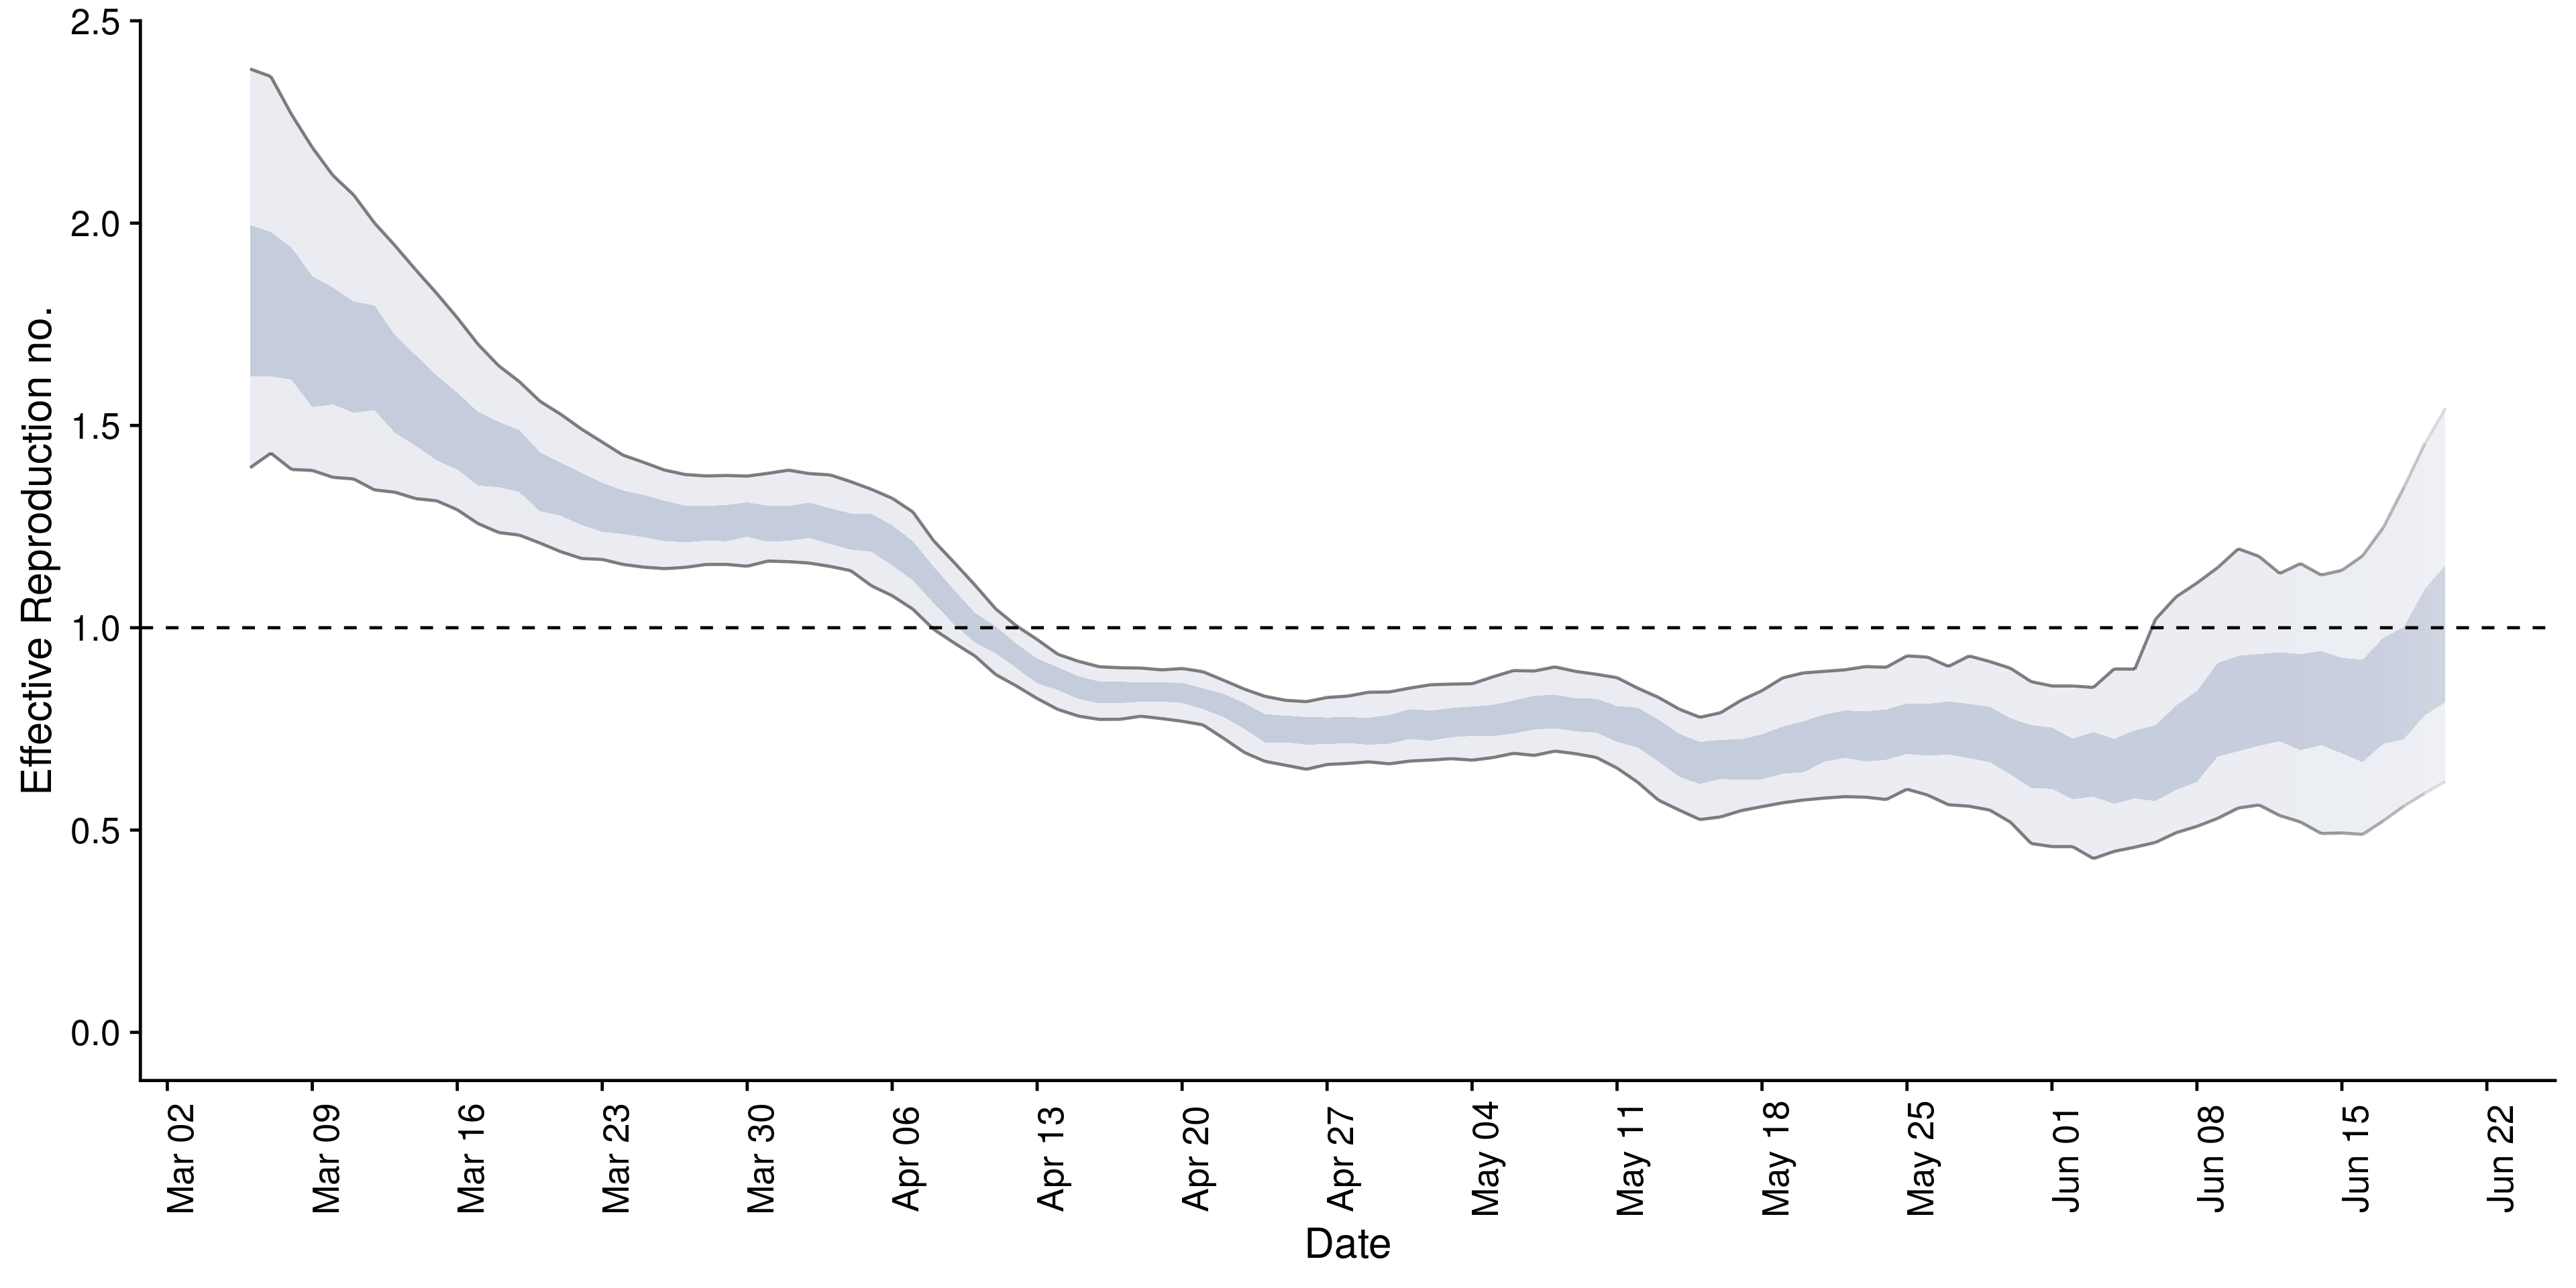 2.5
2.0
1.5
1.0
0.5
0.0
Effective Reproduction no.
Mar 02
Mar 09
Mar 16
Mar 23
Mar 30
Apr 06
Apr 13
Apr 20
Apr 27
May 04
May 11
May 18
May 25
Jun 01
Jun 08
Jun 15
Jun 22
Date